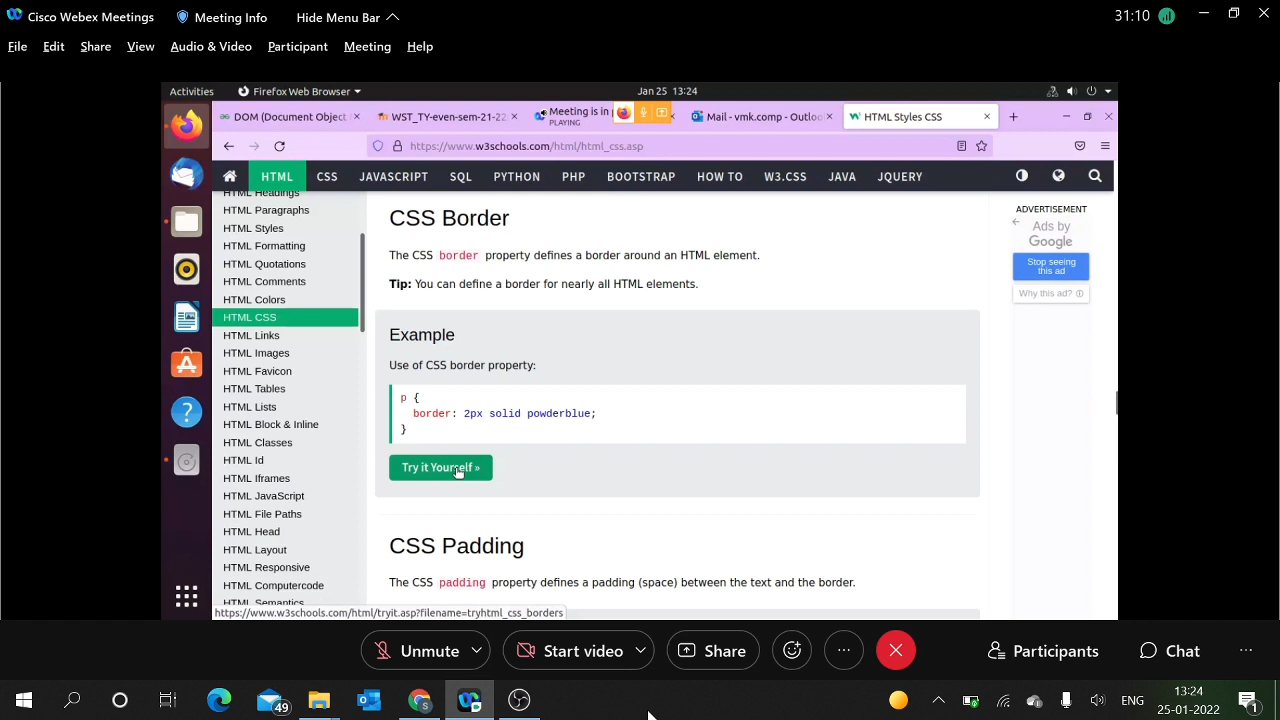 Cisco Webex Meetings Meeting Info Hide Menu Bar 31:10
File Edit Share View Audio & Video Participant Meeting Help
Activities Firefox Web Browser Jan 25 13:24
DOM (Document Object WST_TY-even-sem-21-22 Meeting is in Mail - vmk.comp - Outloo HTML Styles CSS
PLAYING
https://www.w3schools.com/html/html_css.asp
HTML CSS JAVASCRIPT SQL PYTHON PHP BOOTSTRAP HOW TO W3.CSS JAVA JQUERY
HTML Headings
HTML Paragraphs
HTML Styles
HTML Formatting
HTML Quotations
HTML Comments
HTML Colors
HTML CSS
HTML Links
HTML Images
HTML Favicon
HTML Tables
HTML Lists
HTML Block & Inline
HTML Classes
HTML Id
HTML Iframes
HTML JavaScript
HTML File Paths
HTML Head
HTML Layout
HTML Responsive
HTML Computercode
HTML Semantics
CSS Border
The CSS border property defines a border around an HTML element.
Tip: You can define a border for nearly all HTML elements.
Example
Use of CSS border property:
p {
border: 2px solid powderblue;
}
Try it Yourself »
CSS Padding
The CSS padding property defines a padding (space) between the text and the border.
ADVERTISEMENT
Ads by
Google
Stop seeing
this ad
Why this ad?
https://www.w3schools.com/html/tryit.asp?filename=tryhtml_css_borders
Unmute Start video Share Participants Chat
49 ENG 13:24
25-01-2022 1